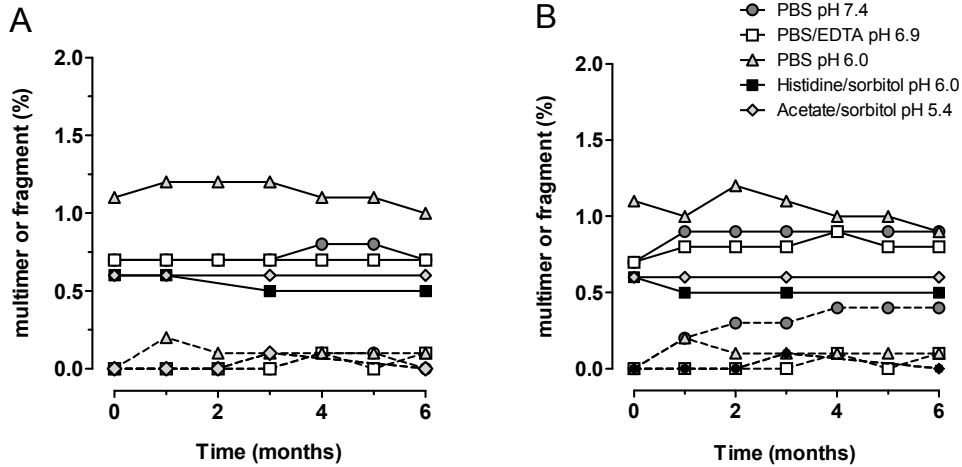 A
multimer or fragment (%)
2.0
1.5
1.0
0.5
0.0
0
2
4
6
Time (months)
B
PBS pH 7.4
PBS/EDTA pH 6.9
PBS pH 6.0
Histidine/sorbitol pH 6.0
Acetate/sorbitol pH 5.4
multimer or fragment (%)
2.0
1.5
1.0
0.5
0.0
0
2
4
6
Time (months)